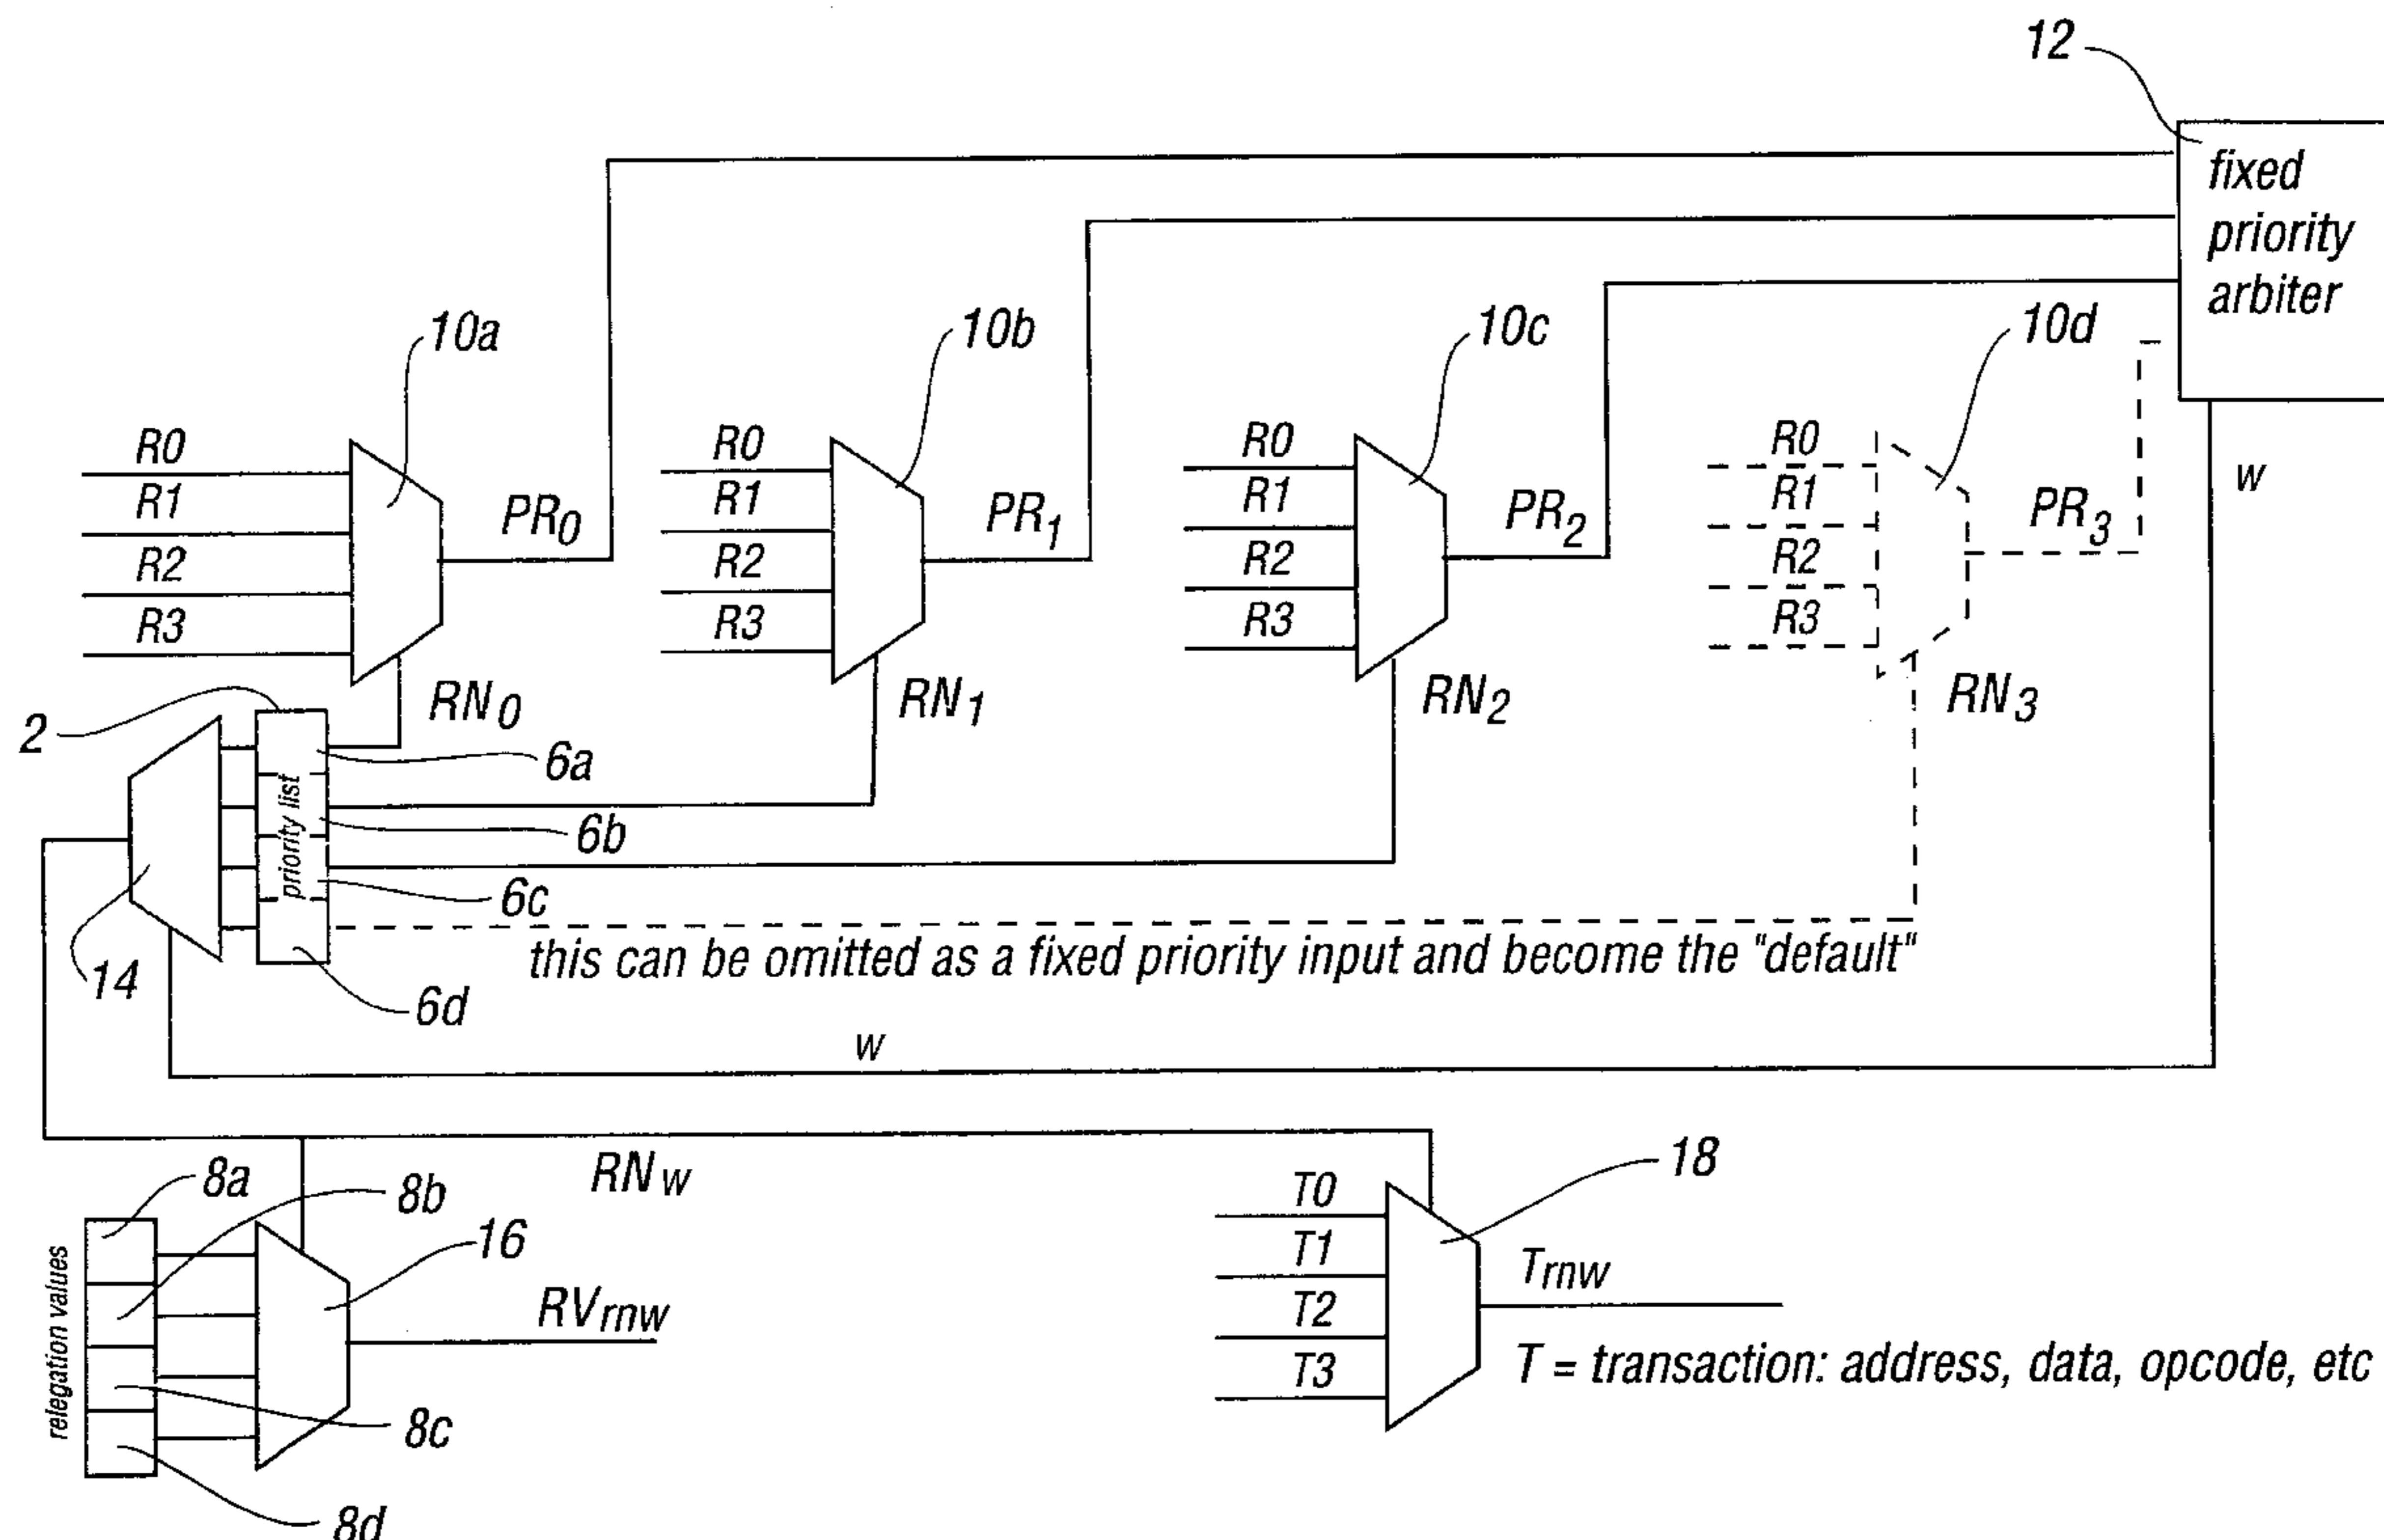 12
fixed
priority
arbiter
10a
10b
10c
10d
R0
R1
R2
R3
PR0
R0
R1
R2
R3
PR1
R0
R1
R2
R3
PR2
R0
R1
R2
R3
PR3
w
RN0
RN1
RN2
RN3
2
6a
priority list
6b
6c
6d
14
this can be omitted as a fixed priority input and become the "default"
w
RNw
8a
8b
16
relegation values
RVrnw
8c
8d
18
T0
T1
T2
T3
Trnw
T = transaction: address, data, opcode, etc